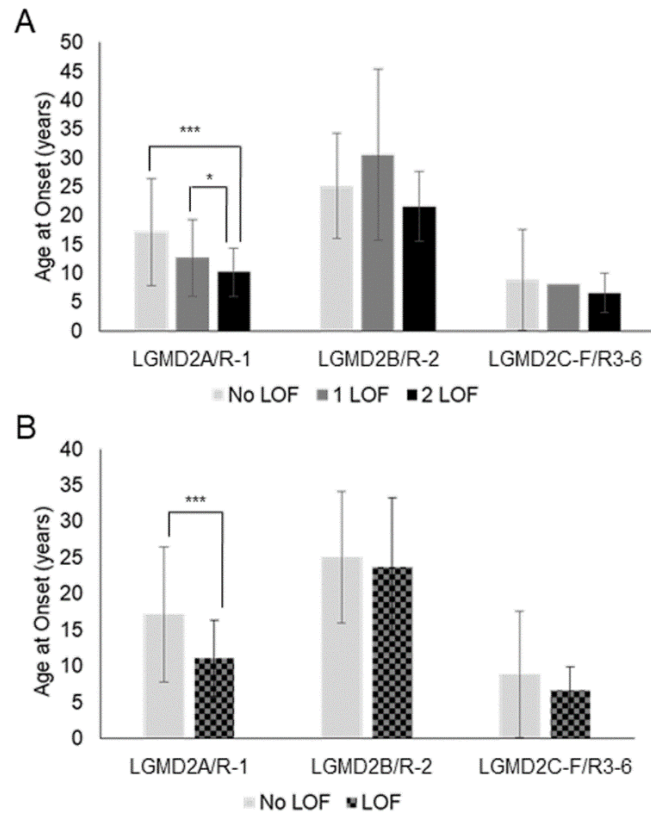 A
50
45
40
35
30
25
20
15
10
5
0
Age at Onset (years)
***
*
LGMD2A/R-1 LGMD2B/R-2 LGMD2C-F/R3-6
No LOF 1 LOF 2 LOF
B
40
35
30
25
20
15
10
5
0
Age at Onset (years)
***
LGMD2A/R-1 LGMD2B/R-2 LGMD2C-F/R3-6
No LOF LOF